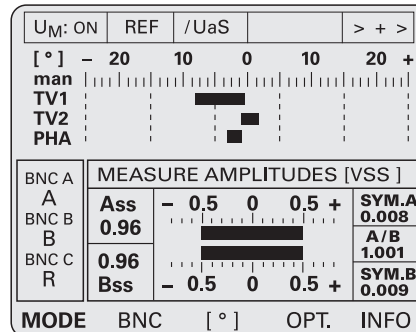 UM: ON REF /UaS > + >
[ ° ] – 20 10 0 10 20 +
man
TV1
TV2
PHA
BNC A
A
BNC B
B
BNC C
R
MEASURE AMPLITUDES [VSS ]
Ass – 0.5 0 0.5 + SYM.A
0.96 0.008
A/B
1.001
0.96 SYM.B
Bss – 0.5 0 0.5 + 0.009
MODE BNC [ ° ] OPT. INFO